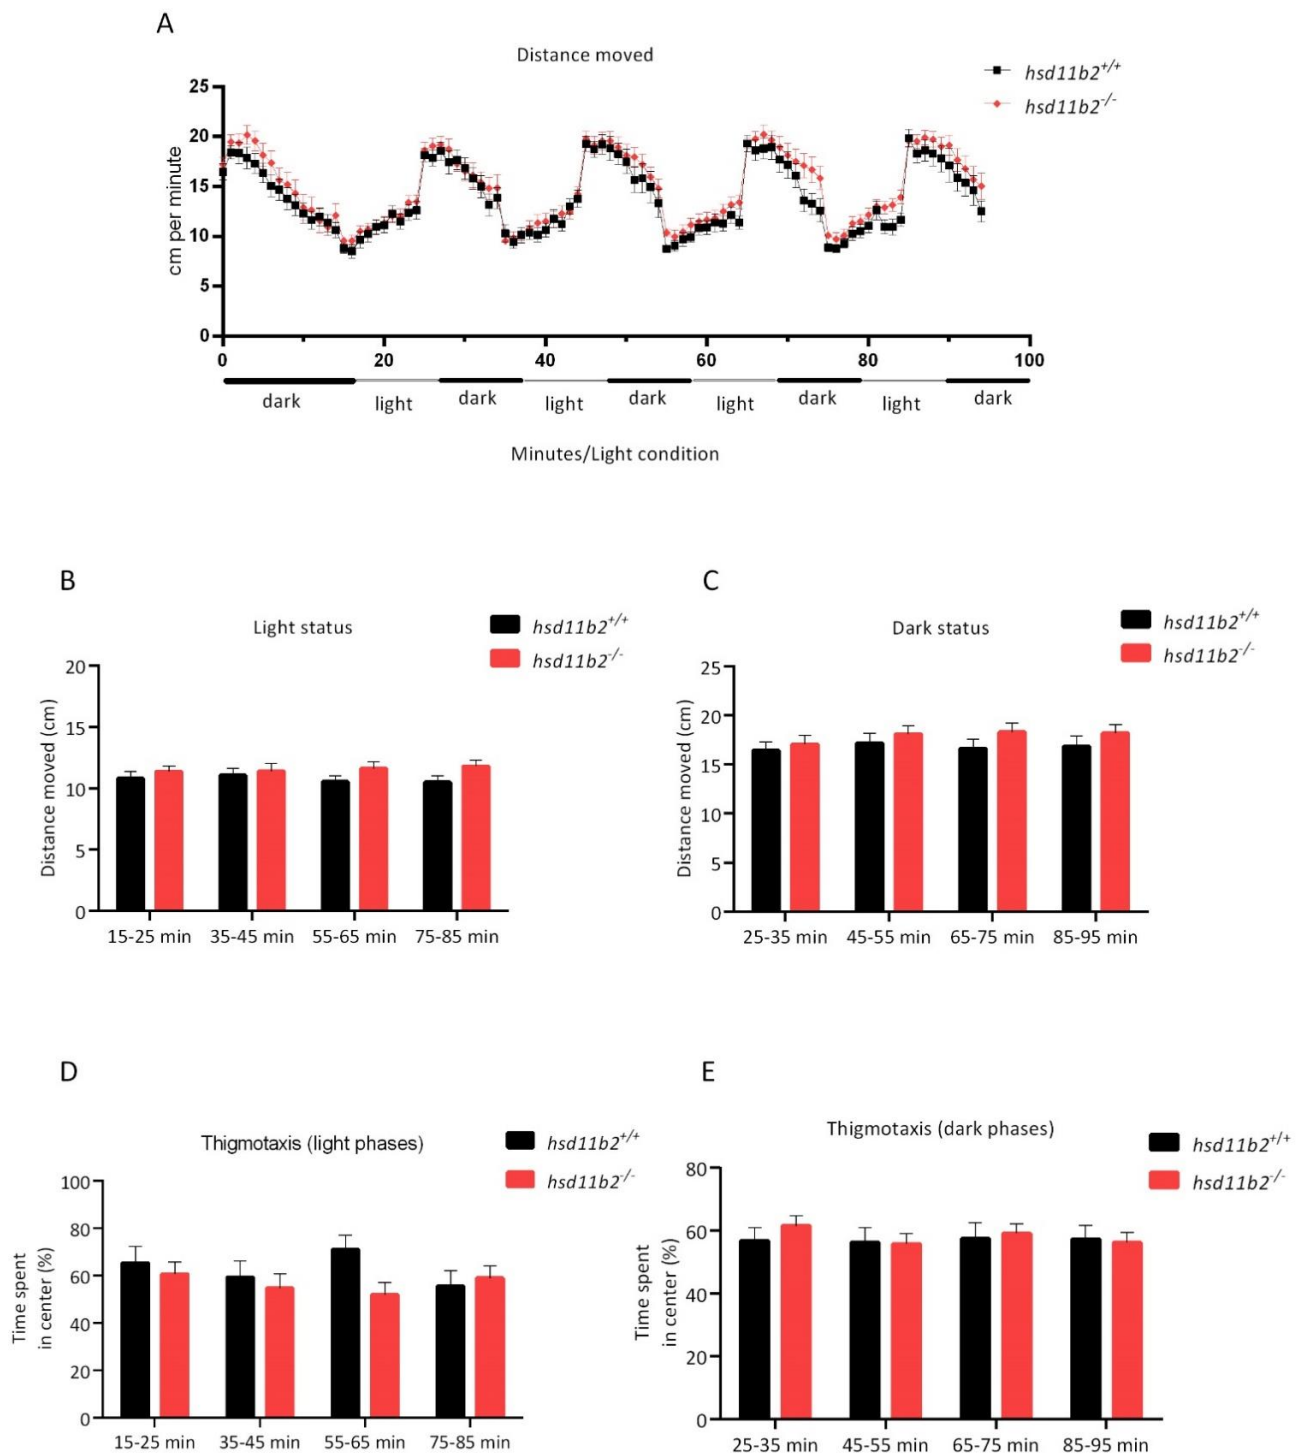 A
Distance moved
hsd11b2+/+
hsd11b2-/-
cm per minute
25
20
15
10
5
0
0 20 40 60 80 100
dark light dark light dark light dark light dark
Minutes/Light condition
B
Light status
hsd11b2+/+
hsd11b2-/-
Distance moved (cm)
20
15
10
5
0
15-25 min 35-45 min 55-65 min 75-85 min
C
Dark status
hsd11b2+/+
hsd11b2-/-
Distance moved (cm)
25
20
15
10
5
0
25-35 min 45-55 min 65-75 min 85-95 min
D
Thigmotaxis (light phases)
hsd11b2+/+
hsd11b2-/-
Time spent
in center (%)
100
80
60
40
20
0
15-25 min 35-45 min 55-65 min 75-85 min
E
Thigmotaxis (dark phases)
hsd11b2+/+
hsd11b2-/-
Time spent
in center (%)
80
60
40
20
0
25-35 min 45-55 min 65-75 min 85-95 min